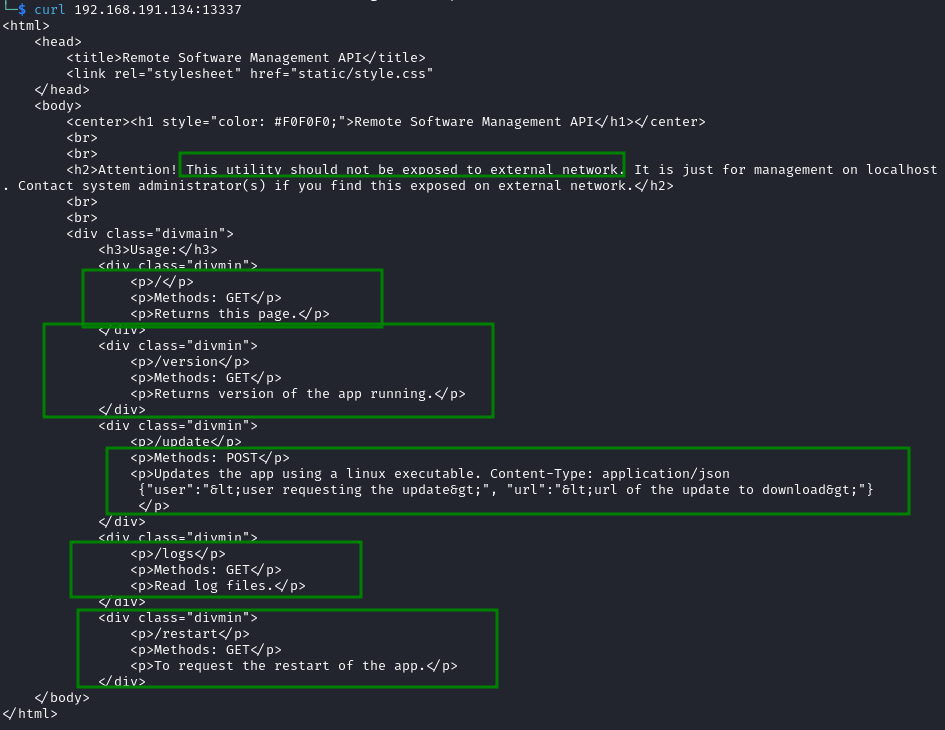 └─$ curl 192.168.191.134:13337
<html>
    <head>
        <title>Remote Software Management API</title>
        <link rel="stylesheet" href="static/style.css"
    </head>
    <body>
        <center><h1 style="color: #F0F0F0;">Remote Software Management API</h1></center>
        <br>
        <br>
        <h2>Attention! This utility should not be exposed to external network. It is just for management on localhost
. Contact system administrator(s) if you find this exposed on external network.</h2>
        <br>
        <br>
        <div class="divmain">
            <h3>Usage:</h3>
            <div class="divmin">
                <p>/</p>
                <p>Methods: GET</p>
                <p>Returns this page.</p>
            </div>
            <div class="divmin">
                <p>/version</p>
                <p>Methods: GET</p>
                <p>Returns version of the app running.</p>
            </div>
            <div class="divmin">
                <p>/update</p>
                <p>Methods: POST</p>
                <p>Updates the app using a linux executable. Content-Type: application/json
                 {"user":"&lt;user requesting the update&gt;", "url":"&lt;url of the update to download&gt;"}
                 </p>
            </div>
            <div class="divmin">
                <p>/logs</p>
                <p>Methods: GET</p>
                <p>Read log files.</p>
            </div>
            <div class="divmin">
                <p>/restart</p>
                <p>Methods: GET</p>
                <p>To request the restart of the app.</p>
            </div>
    </body>
</html>